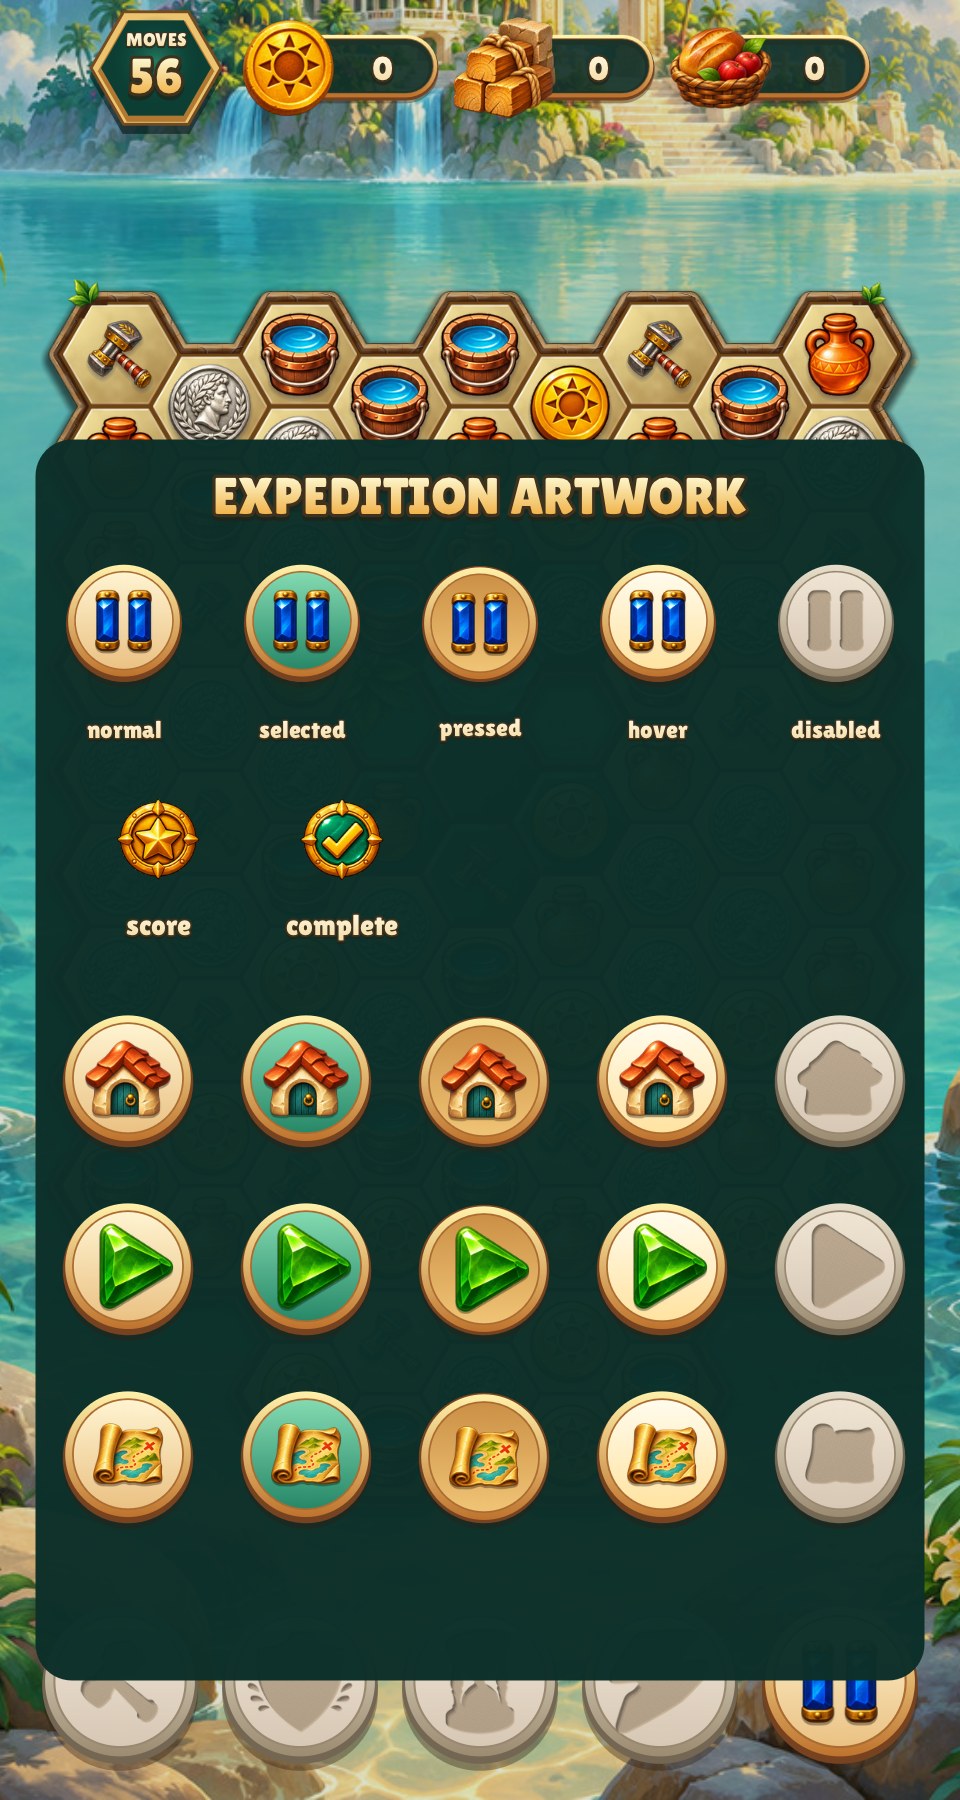 MOVES
56
0
0
0
EXPEDITION ARTWORK
normal
selected
pressed
hover
disabled
score
complete